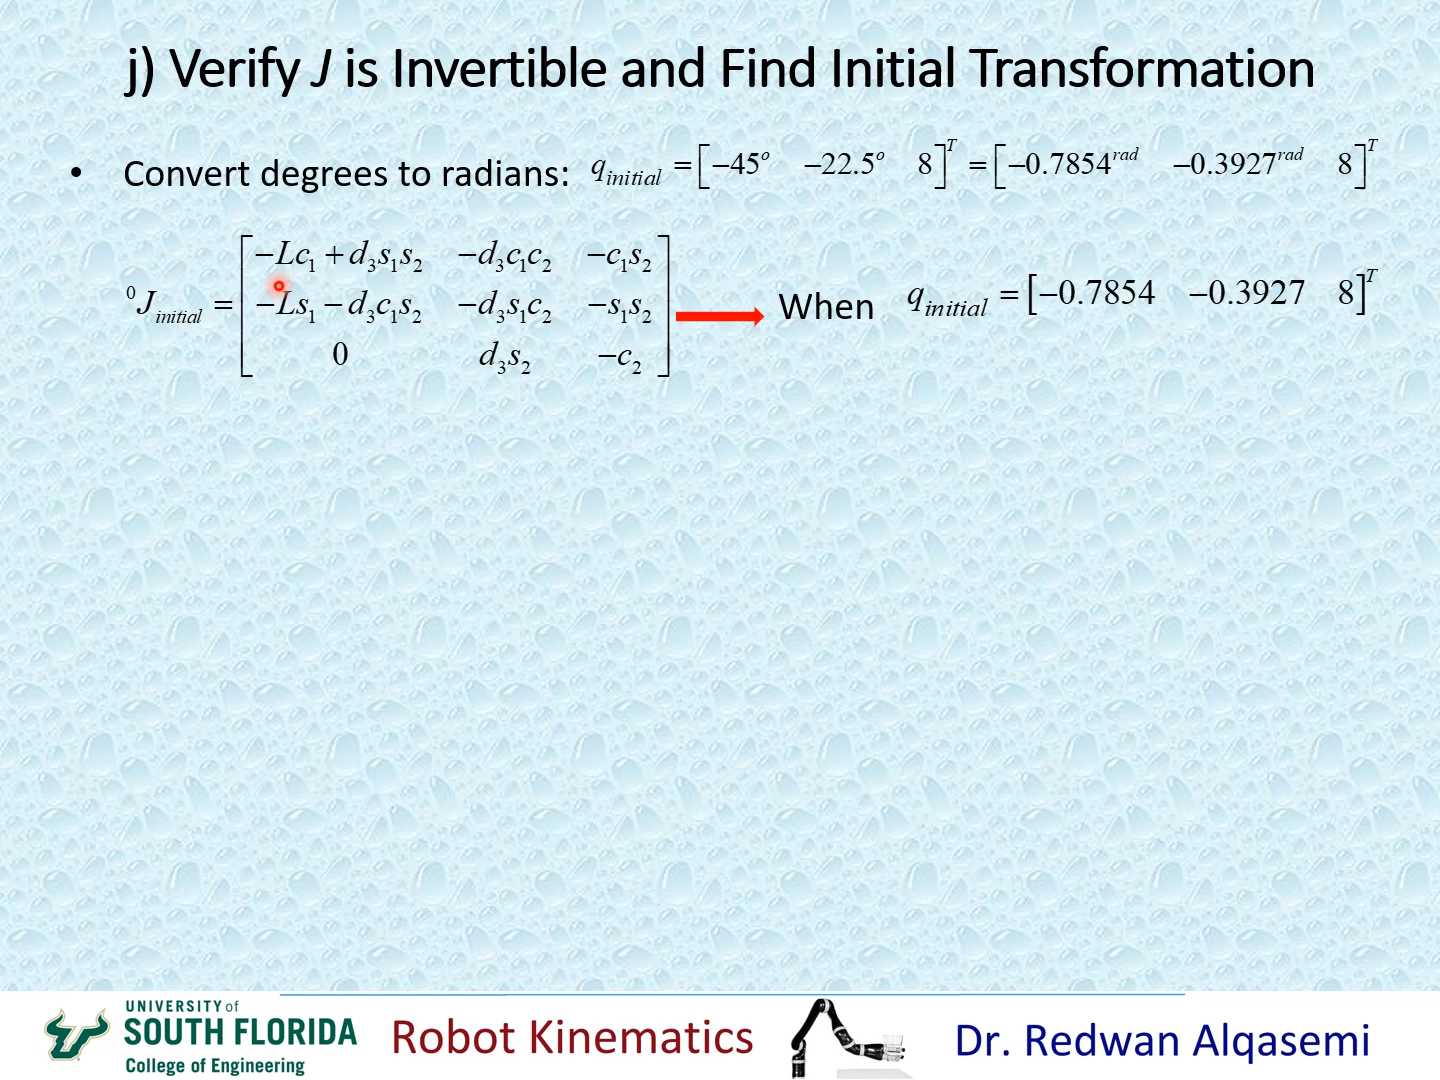 j) Verify J is Invertible and Find Initial Transformation
• Convert degrees to radians: q_initial = [−45° −22.5° 8]^T = [−0.7854^rad −0.3927^rad 8]^T
⁰J_initial = [−Lc₁ + d₃s₁s₂ −d₃c₁c₂ −c₁s₂
−Ls₁ − d₃c₁s₂ −d₃s₁c₂ −s₁s₂
0 d₃s₂ −c₂]
When q_initial = [−0.7854 −0.3927 8]^T
UNIVERSITY of
SOUTH FLORIDA
College of Engineering
Robot Kinematics
Dr. Redwan Alqasemi